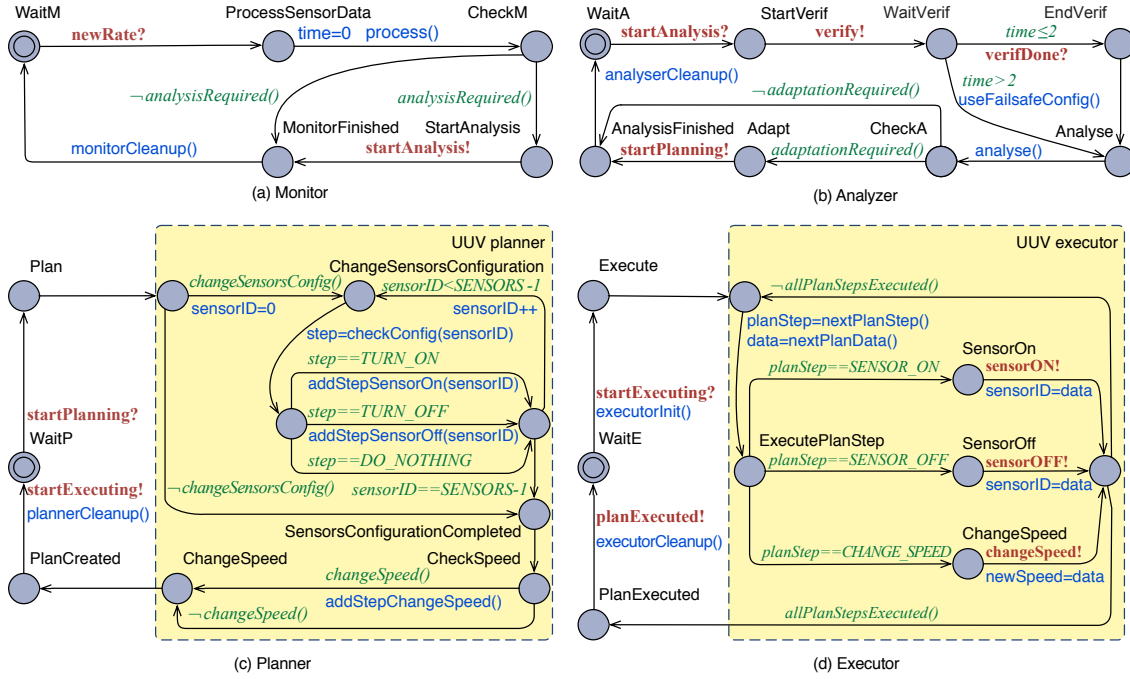 WaitM
ProcessSensorData
CheckM
newRate?
time=0 process()
¬analysisRequired()
analysisRequired()
MonitorFinished
StartAnalysis
monitorCleanup()
startAnalysis!
(a) Monitor
WaitA
StartVerif
WaitVerif
EndVerif
startAnalysis?
verify!
time≤2
verifDone?
analyserCleanup()
time>2
¬adaptationRequired()
useFailsafeConfig()
AnalysisFinished
Adapt
CheckA
Analyse
startPlanning!
adaptationRequired()
analyse()
(b) Analyzer
UUV planner
Plan
ChangeSensorsConfiguration
changeSensorsConfig()
sensorID<SENSORS-1
sensorID=0
sensorID++
step=checkConfig(sensorID)
step==TURN_ON
addStepSensorOn(sensorID)
startPlanning?
step==TURN_OFF
WaitP
addStepSensorOff(sensorID)
step==DO_NOTHING
startExecuting!
¬changeSensorsConfig()
sensorID==SENSORS-1
plannerCleanup()
SensorsConfigurationCompleted
PlanCreated
ChangeSpeed
CheckSpeed
changeSpeed()
addStepChangeSpeed()
¬changeSpeed()
(c) Planner
UUV executor
Execute
¬allPlanStepsExecuted()
planStep=nextPlanStep()
data=nextPlanData()
SensorOn
planStep==SENSOR_ON
sensorON!
startExecuting?
sensorID=data
executorInit()
WaitE
ExecutePlanStep
SensorOff
planStep==SENSOR_OFF
sensorOFF!
sensorID=data
planExecuted!
ChangeSpeed
executorCleanup()
planStep==CHANGE_SPEED
changeSpeed!
newSpeed=data
PlanExecuted
allPlanStepsExecuted()
(d) Executor